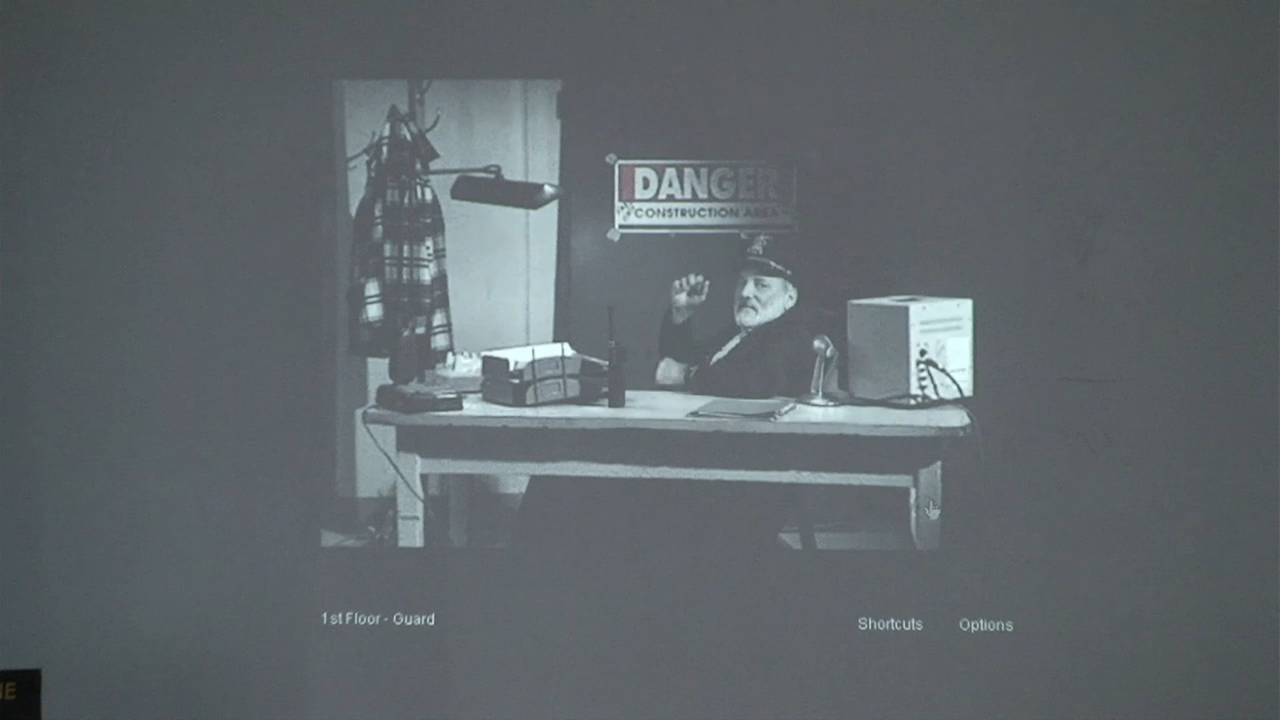 DANGER
CONSTRUCTION AREA
1st Floor - Guard
Shortcuts
Options